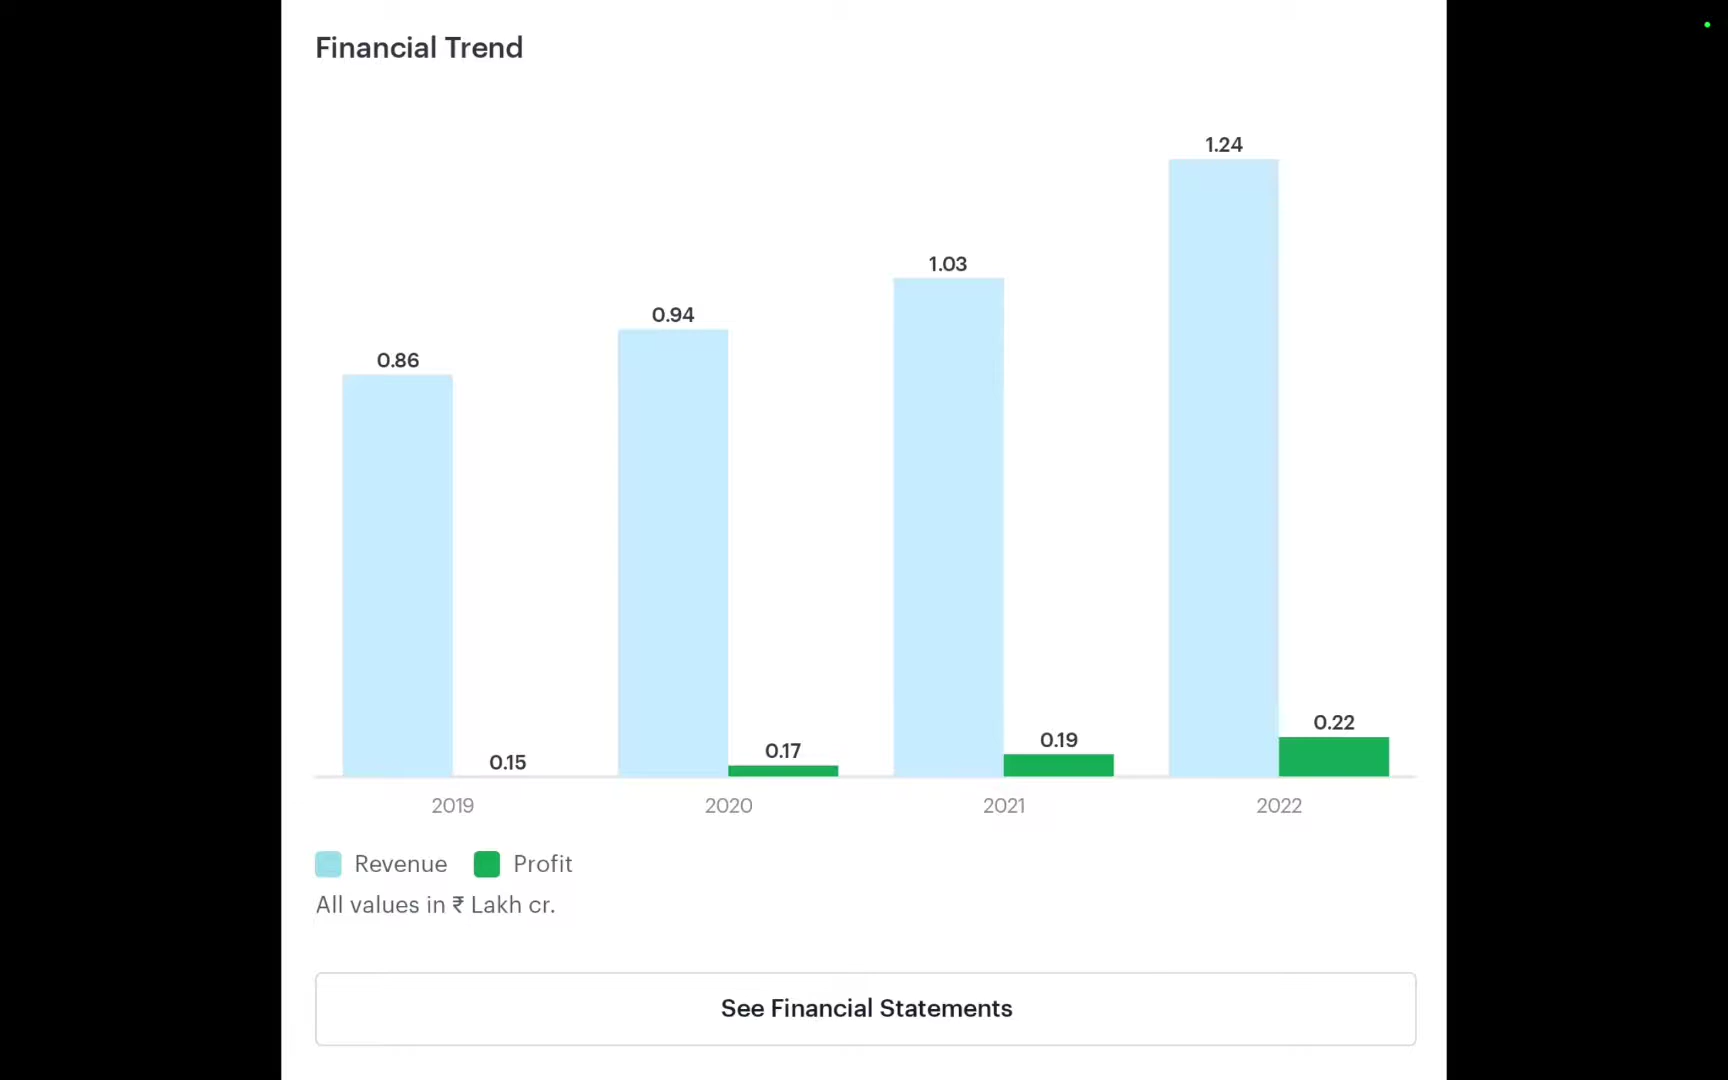 Financial Trend
1.24
1.03
0.94
0.86
0.22
0.19
0.17
0.15
2019 2020 2021 2022
Revenue Profit
All values in ₹ Lakh cr.
See Financial Statements